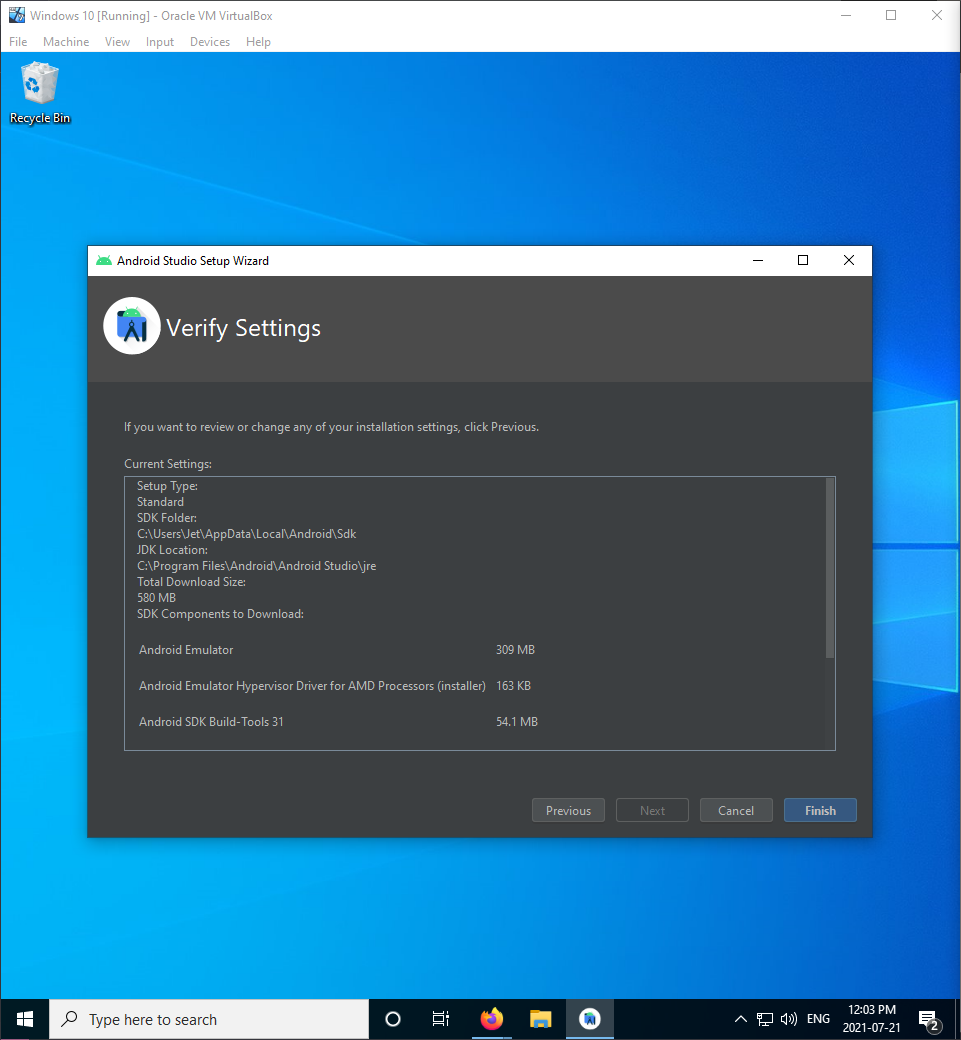 Windows 10 [Running] - Oracle VM VirtualBox
File Machine View Input Devices Help
Recycle Bin
Android Studio Setup Wizard
Verify Settings
If you want to review or change any of your installation settings, click Previous.
Current Settings:
Setup Type:
Standard
SDK Folder:
C:\Users\Jet\AppData\Local\Android\Sdk
JDK Location:
C:\Program Files\Android\Android Studio\jre
Total Download Size:
580 MB
SDK Components to Download:
Android Emulator 309 MB
Android Emulator Hypervisor Driver for AMD Processors (installer) 163 KB
Android SDK Build-Tools 31 54.1 MB
Previous Next Cancel Finish
Type here to search
ENG
12:03 PM
2021-07-21
2